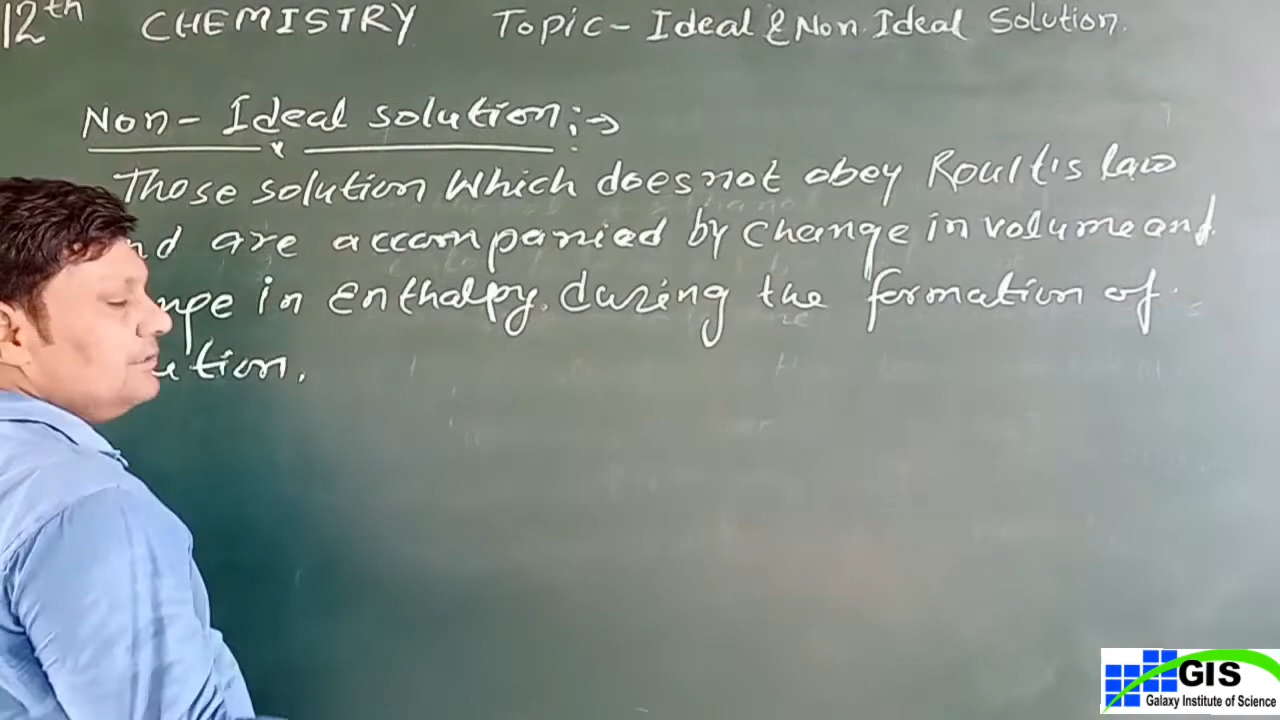 12th CHEMISTRY Topic - Ideal & Non Ideal Solution.
Non - Ideal solution :→
Those solution Which does not obey Roult's law
are accompanied by change in volume and
in Enthalpy. during the formation of

GIS
Galaxy Institute of Science